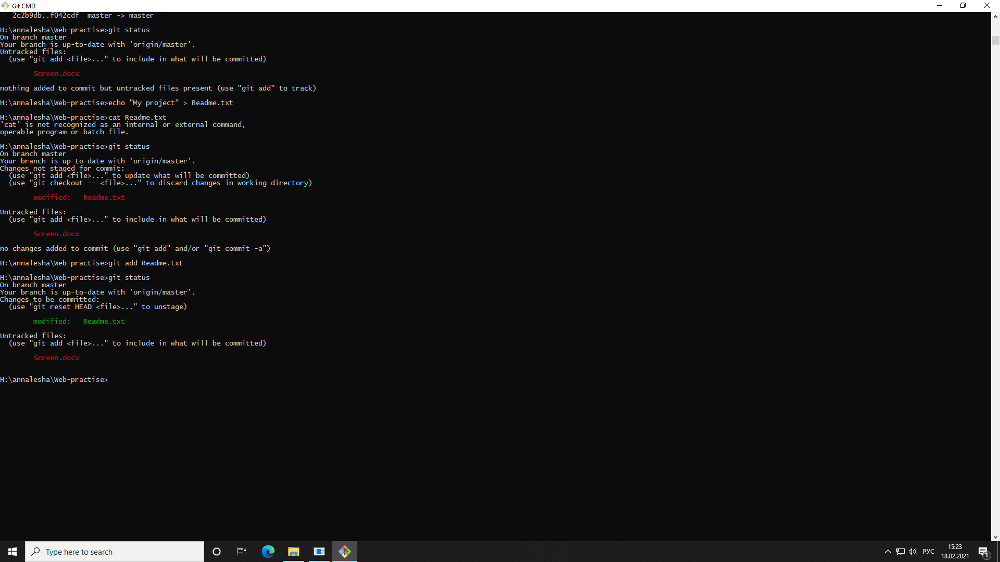 Git CMD
2c2b9db..f042cdf  master -> master
H:\annalesha\Web-practise>git status
On branch master
Your branch is up-to-date with 'origin/master'.
Untracked files:
(use "git add <file>..." to include in what will be committed)
Screen.docx
nothing added to commit but untracked files present (use "git add" to track)
H:\annalesha\Web-practise>echo "My project" > Readme.txt
H:\annalesha\Web-practise>cat Readme.txt
'cat' is not recognized as an internal or external command,
operable program or batch file.
H:\annalesha\Web-practise>git status
On branch master
Your branch is up-to-date with 'origin/master'.
Changes not staged for commit:
(use "git add <file>..." to update what will be committed)
(use "git checkout -- <file>..." to discard changes in working directory)
modified:   Readme.txt
Untracked files:
(use "git add <file>..." to include in what will be committed)
Screen.docx
no changes added to commit (use "git add" and/or "git commit -a")
H:\annalesha\Web-practise>git add Readme.txt
H:\annalesha\Web-practise>git status
On branch master
Your branch is up-to-date with 'origin/master'.
Changes to be committed:
(use "git reset HEAD <file>..." to unstage)
modified:   Readme.txt
Untracked files:
(use "git add <file>..." to include in what will be committed)
Screen.docx
H:\annalesha\Web-practise>
Type here to search
РУС
15:23
18.02.2021
1